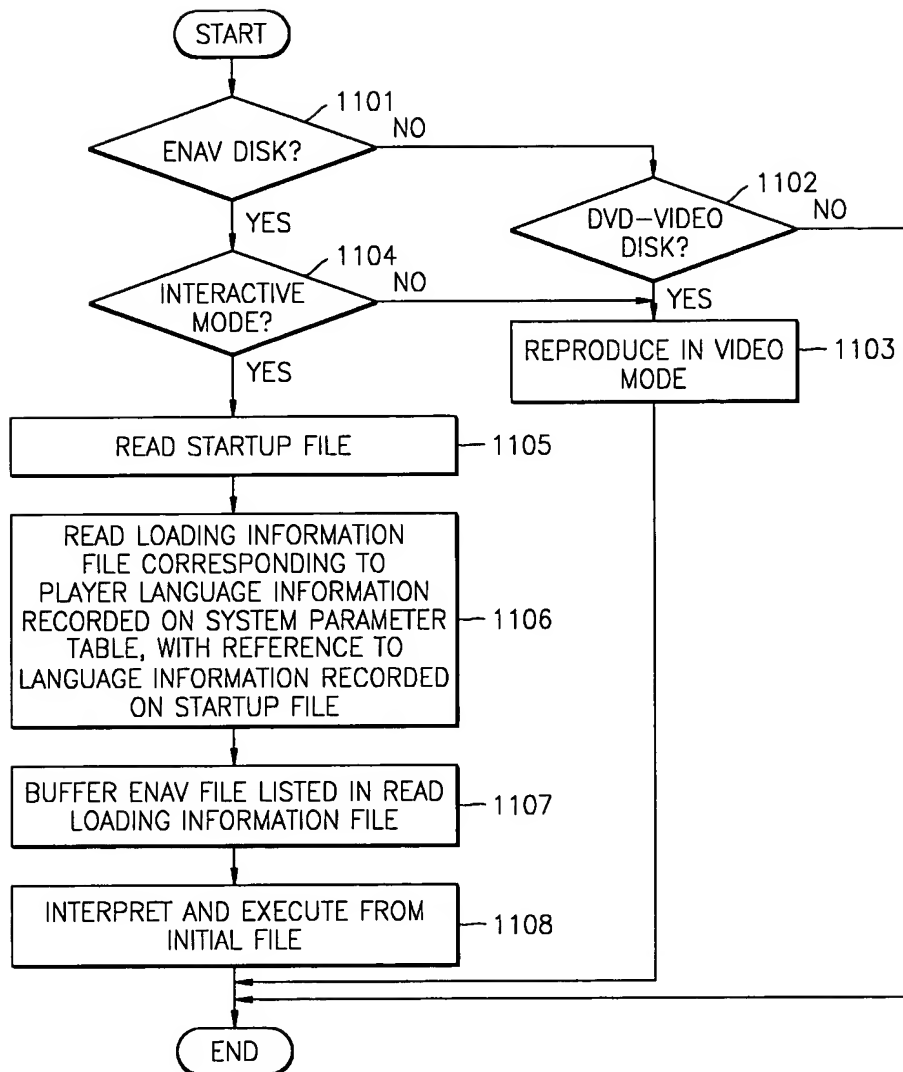 START
1101
ENAV DISK?
NO
YES
1102
DVD-VIDEO
DISK?
NO
YES
1104
INTERACTIVE
MODE?
NO
YES
REPRODUCE IN VIDEO
MODE
1103
READ STARTUP FILE
1105
READ LOADING INFORMATION
FILE CORRESPONDING TO
PLAYER LANGUAGE INFORMATION
RECORDED ON SYSTEM PARAMETER
TABLE, WITH REFERENCE TO
LANGUAGE INFORMATION RECORDED
ON STARTUP FILE
1106
BUFFER ENAV FILE LISTED IN READ
LOADING INFORMATION FILE
1107
INTERPRET AND EXECUTE FROM
INITIAL FILE
1108
END